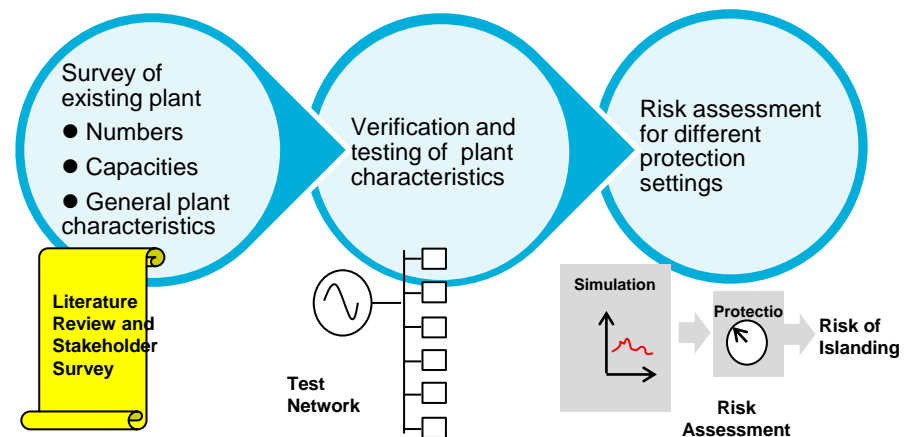 Survey of
existing plant
● Numbers
● Capacities
● General plant
characteristics
Verification and
testing of plant
characteristics
Risk assessment
for different
protection
settings
Literature
Review and
Stakeholder
Survey
Test
Network
Simulation
Protectio
Risk of
Islanding
Risk
Assessment